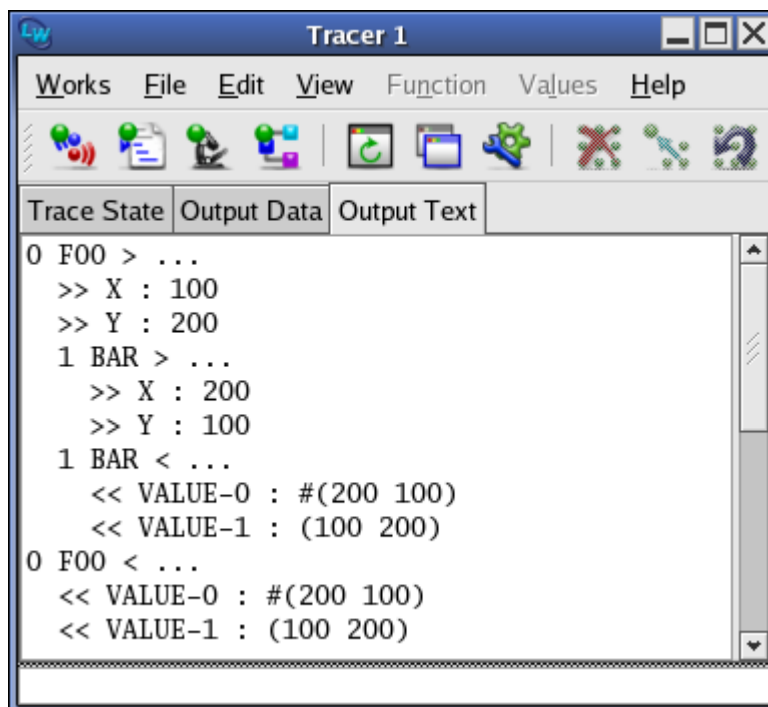 LW Tracer 1
Works File Edit View Function Values Help
Trace State Output Data Output Text
0 FOO > ...
>> X : 100
>> Y : 200
1 BAR > ...
>> X : 200
>> Y : 100
1 BAR < ...
<< VALUE-0 : #(200 100)
<< VALUE-1 : (100 200)
0 FOO < ...
<< VALUE-0 : #(200 100)
<< VALUE-1 : (100 200)